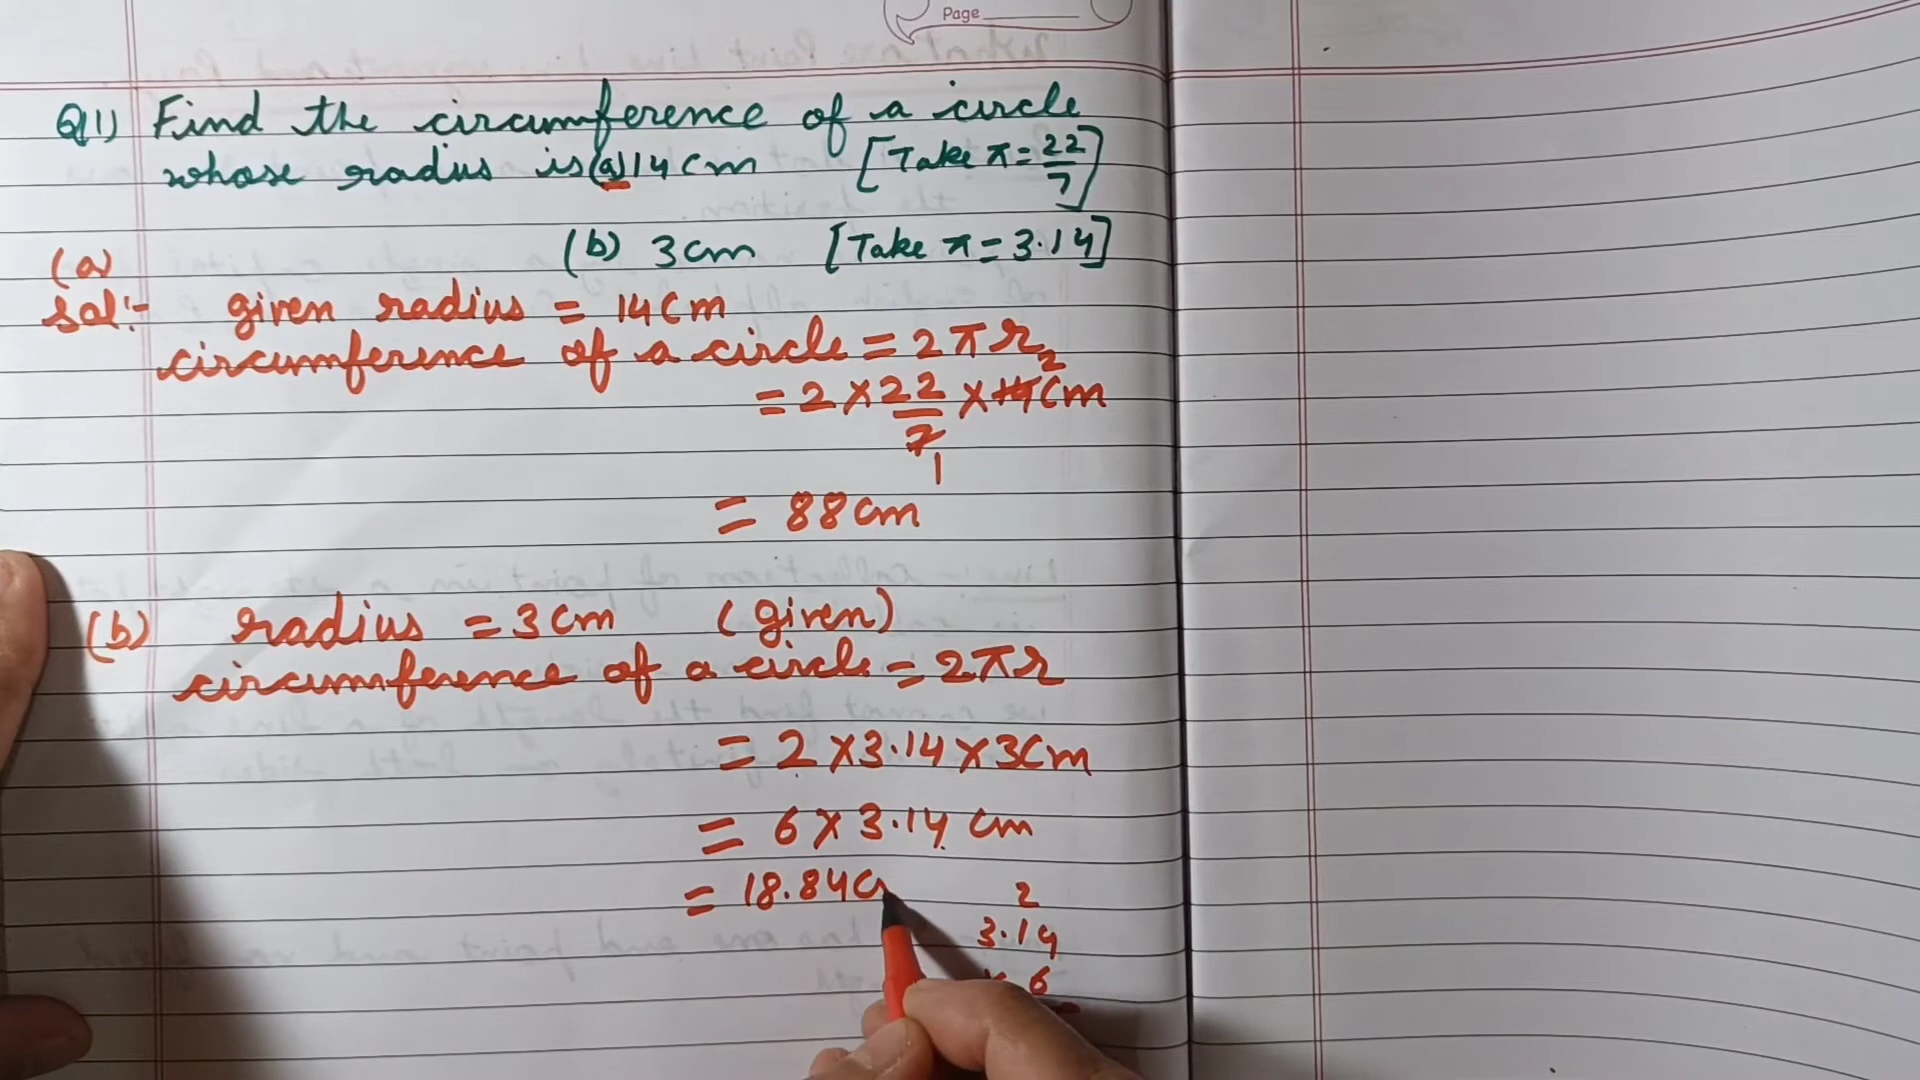 Page
Q1) Find the circumference of a circle
whose radius is (a) 14 cm [Take π = 22/7]
(b) 3cm [Take π = 3.14]
(a)
Sol:- given radius = 14 cm
circumference of a circle = 2πr
= 2 × 22/7 × 14 cm
2
1
= 88 cm
(b) radius = 3 cm (given)
circumference of a circle = 2πr
= 2 × 3.14 × 3 cm
= 6 × 3.14 cm
= 18.84 c
2
3.14
× 6